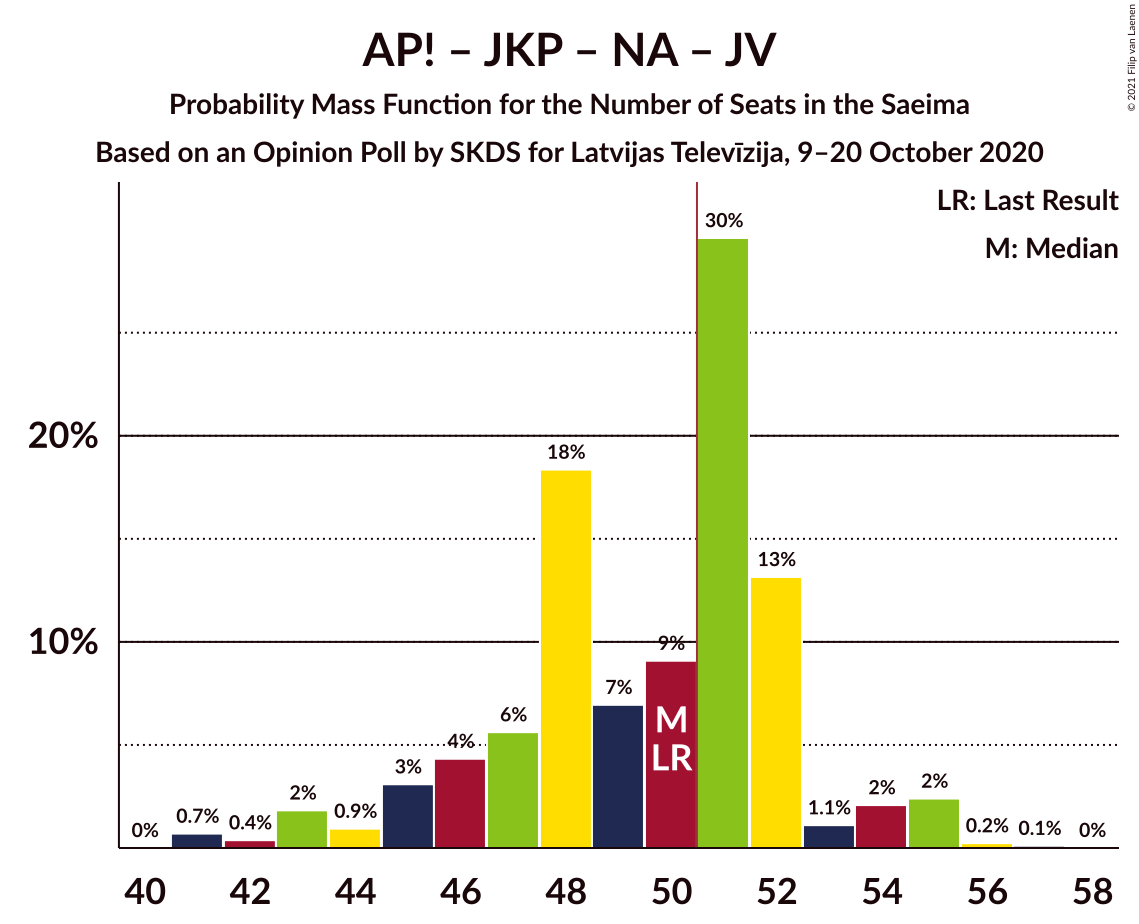 AP! – JKP – NA – JV
Probability Mass Function for the Number of Seats in the Saeima
Based on an Opinion Poll by SKDS for Latvijas Televīzija, 9–20 October 2020
© 2021 Filip van Laenen
LR: Last Result
M: Median
30%
20%
18%
13%
10%
9%
7%
M
LR
6%
4%
3%
2%
2%
2%
0.9%
0.7%
0.4%
0%
1.1%
0.2%
0.1%
0%
40 42 44 46 48 50 52 54 56 58